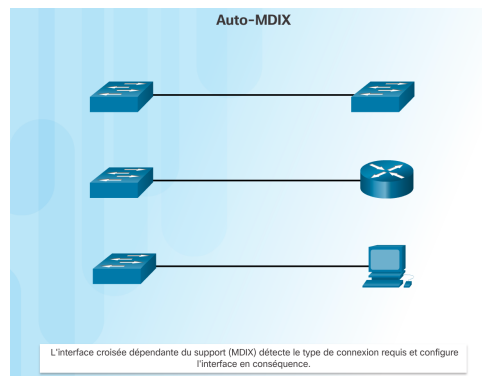 Auto-MDIX
L'interface croisée dépendante du support (MDIX) détecte le type de connexion requis et configure
l'interface en conséquence.